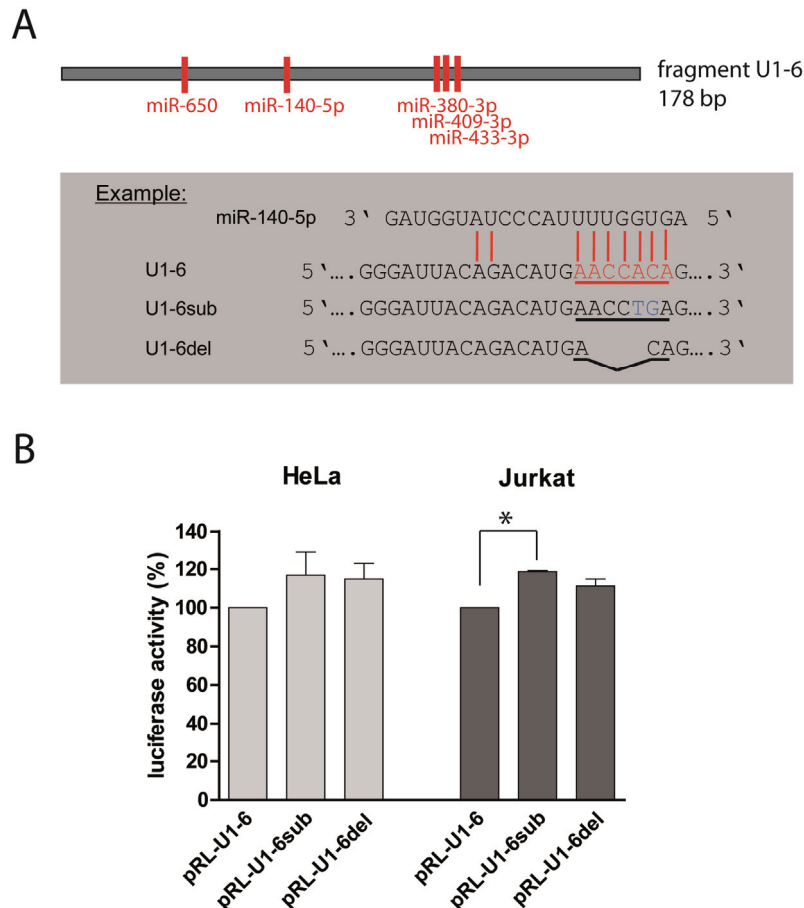 A
fragment U1-6
178 bp
miR-650
miR-140-5p
miR-380-3p
miR-409-3p
miR-433-3p
Example:
miR-140-5p 3‵ GAUGGUAUCCCAUUUUGGUGA 5‵
U1-6 5‵…. GGGAUUACAGACAUGAACCACAG….3‵
U1-6sub 5‵…. GGGAUUACAGACAUGAACCTGAG….3‵
U1-6del 5‵…. GGGAUUACAGACAUGA CAG….3‵
B
HeLa
Jurkat
*
luciferase activity (%)
140
120
100
80
60
40
20
0
pRL-U1-6
pRL-U1-6sub
pRL-U1-6del
pRL-U1-6
pRL-U1-6sub
pRL-U1-6del